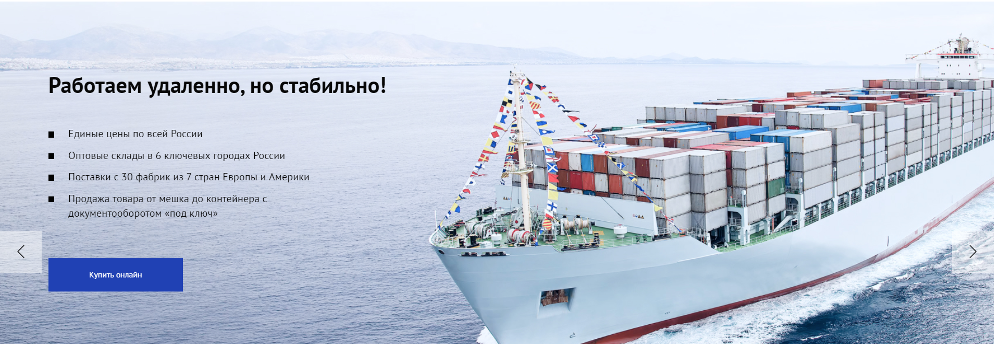 Работаем удаленно, но стабильно!
Единые цены по всей России
Оптовые склады в 6 ключевых городах России
Поставки с 30 фабрик из 7 стран Европы и Америки
Продажа товара от мешка до контейнера с
документооборотом «под ключ»
Купить онлайн